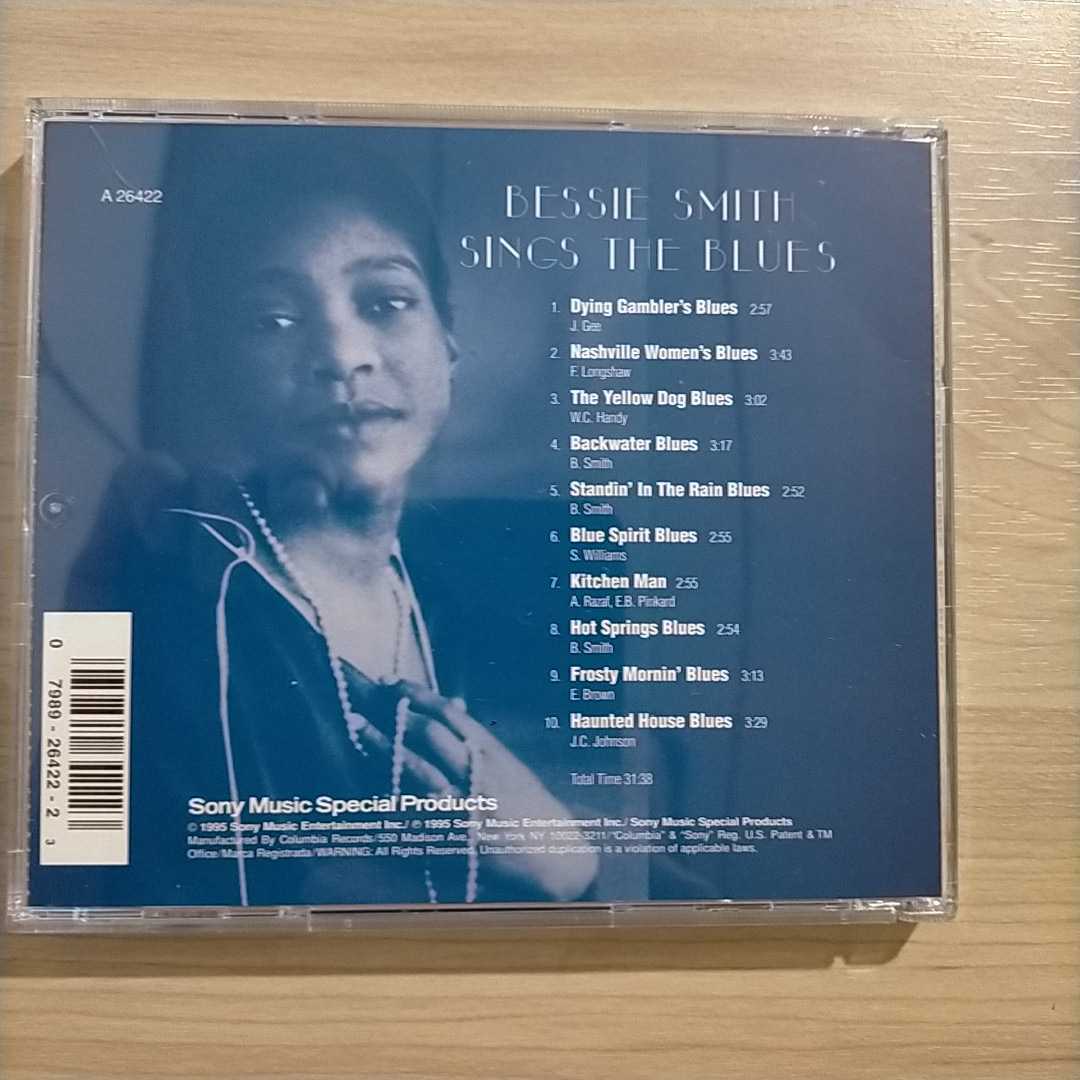 A 26422
BESSIE SMITH
SINGS THE BLUES
1. Dying Gambler's Blues 2:57
J. Gee
2. Nashville Women's Blues 3:43
F. Longshaw
3. The Yellow Dog Blues 3:02
W.C. Handy
4. Backwater Blues 3:17
B. Smith
5. Standin' In The Rain Blues 2:52
B. Smith
6. Blue Spirit Blues 2:55
S. Williams
7. Kitchen Man 2:55
A. Razaf, E.B. Pinkard
8. Hot Springs Blues 2:54
B. Smith
9. Frosty Mornin' Blues 3:13
E. Brown
10. Haunted House Blues 3:29
J.C. Johnson
Total Time 31:38
0 7989 - 26422 - 2 3
Sony Music Special Products
© 1995 Sony Music Entertainment Inc./ ℗ 1995 Sony Music Entertainment Inc./ Sony Music Special Products
Manufactured By Columbia Records/550 Madison Ave., New York, NY 10022-3211/"Columbia" & "Sony" Reg. U.S. Patent & TM
Office/Marca Registrada/WARNING: All Rights Reserved. Unauthorized duplication is a violation of applicable laws.